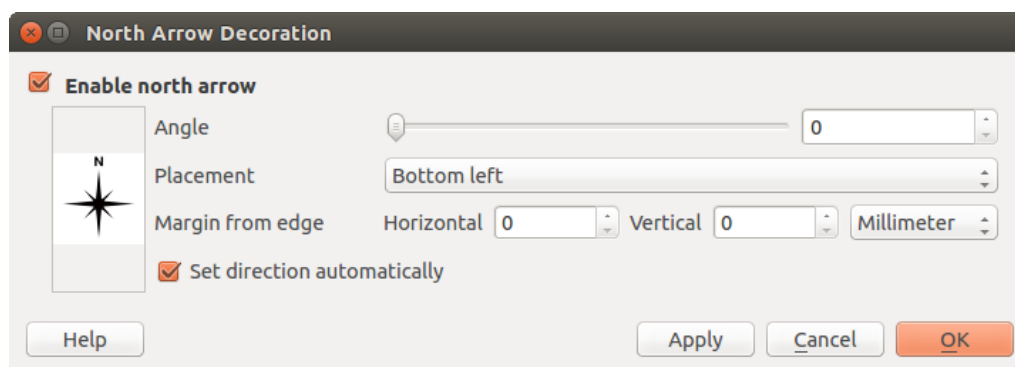 North Arrow Decoration
Enable north arrow
Angle 0
N
Placement Bottom left
Margin from edge Horizontal 0 Vertical 0 Millimeter
Set direction automatically
Help Apply Cancel OK